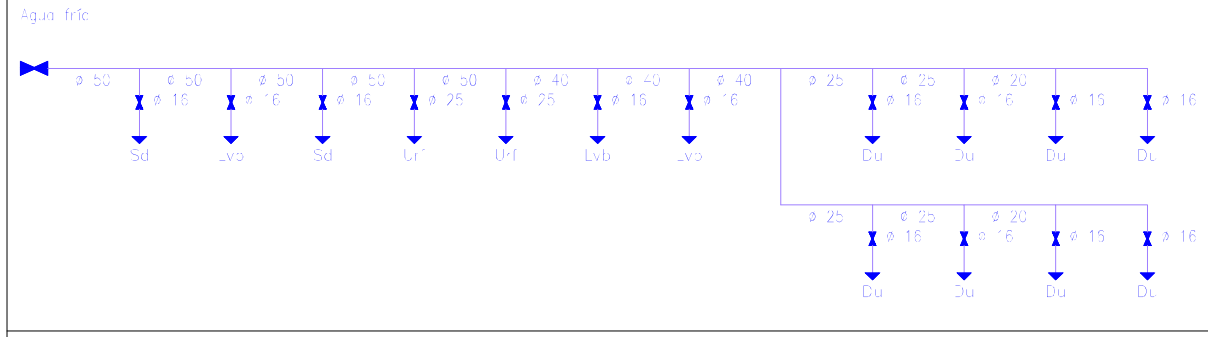 Agua fría
ø 50 ø 50 ø 50 ø 50 ø 50 ø 40 ø 40 ø 40 ø 25 ø 25 ø 20
ø 16 ø 16 ø 16 ø 25 ø 25 ø 16 ø 16 ø 16 ø 16 ø 16 ø 16
Sd Lvb Sd Urf Urf Lvb Lvb Du Du Du Du
ø 25 ø 25 ø 20
ø 16 ø 16 ø 16 ø 16
Du Du Du Du